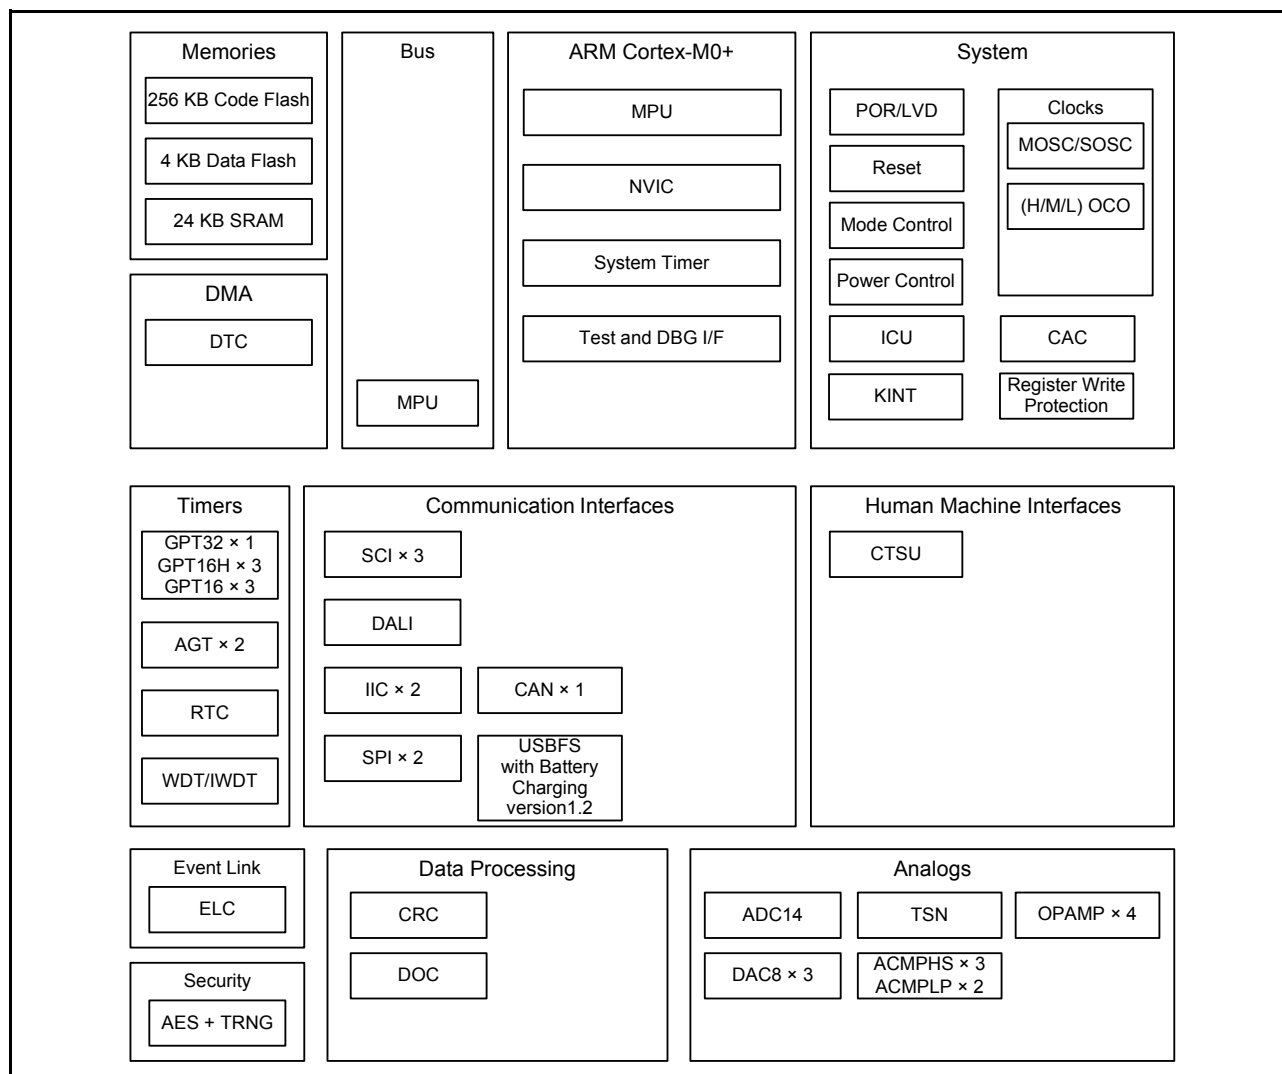 Memories
256 KB Code Flash
4 KB Data Flash
24 KB SRAM
DMA
DTC
Bus
MPU
ARM Cortex-M0+
MPU
NVIC
System Timer
Test and DBG I/F
System
POR/LVD
Reset
Mode Control
Power Control
ICU
KINT
Clocks
MOSC/SOSC
(H/M/L) OCO
CAC
Register Write
Protection
Timers
GPT32 × 1
GPT16H × 3
GPT16 × 3
AGT × 2
RTC
WDT/IWDT
Communication Interfaces
SCI × 3
DALI
IIC × 2
SPI × 2
CAN × 1
USBFS
with Battery
Charging
version1.2
Human Machine Interfaces
CTSU
Event Link
ELC
Security
AES + TRNG
Data Processing
CRC
DOC
Analogs
ADC14
TSN
OPAMP × 4
DAC8 × 3
ACMPHS × 3
ACMPLP × 2